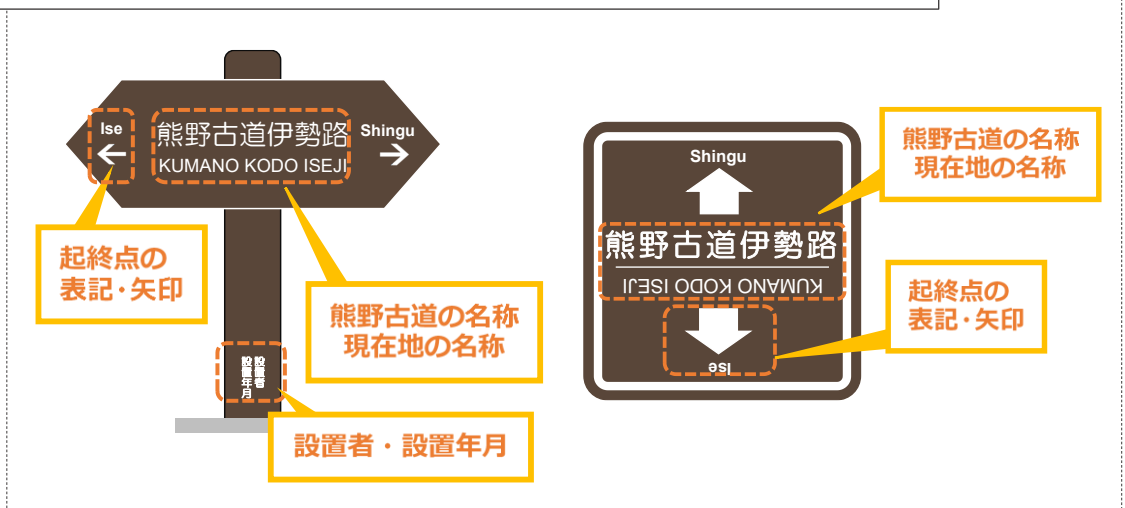 Ise
熊野古道伊勢路
KUMANO KODO ISEJI
Shingu
起終点の
表記・矢印
熊野古道の名称
現在地の名称
設置者
設置年月
設置者・設置年月
Shingu
熊野古道伊勢路
KUMANO KODO ISEJI
Ise
熊野古道の名称
現在地の名称
起終点の
表記・矢印